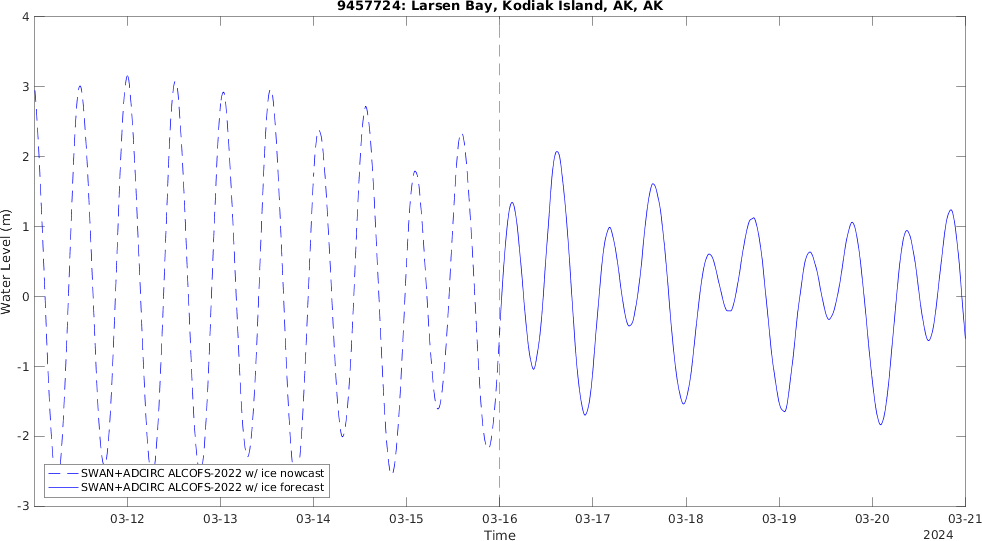 9457724: Larsen Bay, Kodiak Island, AK, AK
4
3
2
1
0
-1
-2
-3
Water Level (m)
SWAN+ADCIRC ALCOFS-2022 w/ ice nowcast
SWAN+ADCIRC ALCOFS-2022 w/ ice forecast
03-12 03-13 03-14 03-15 03-16 03-17 03-18 03-19 03-20 03-21
Time
2024